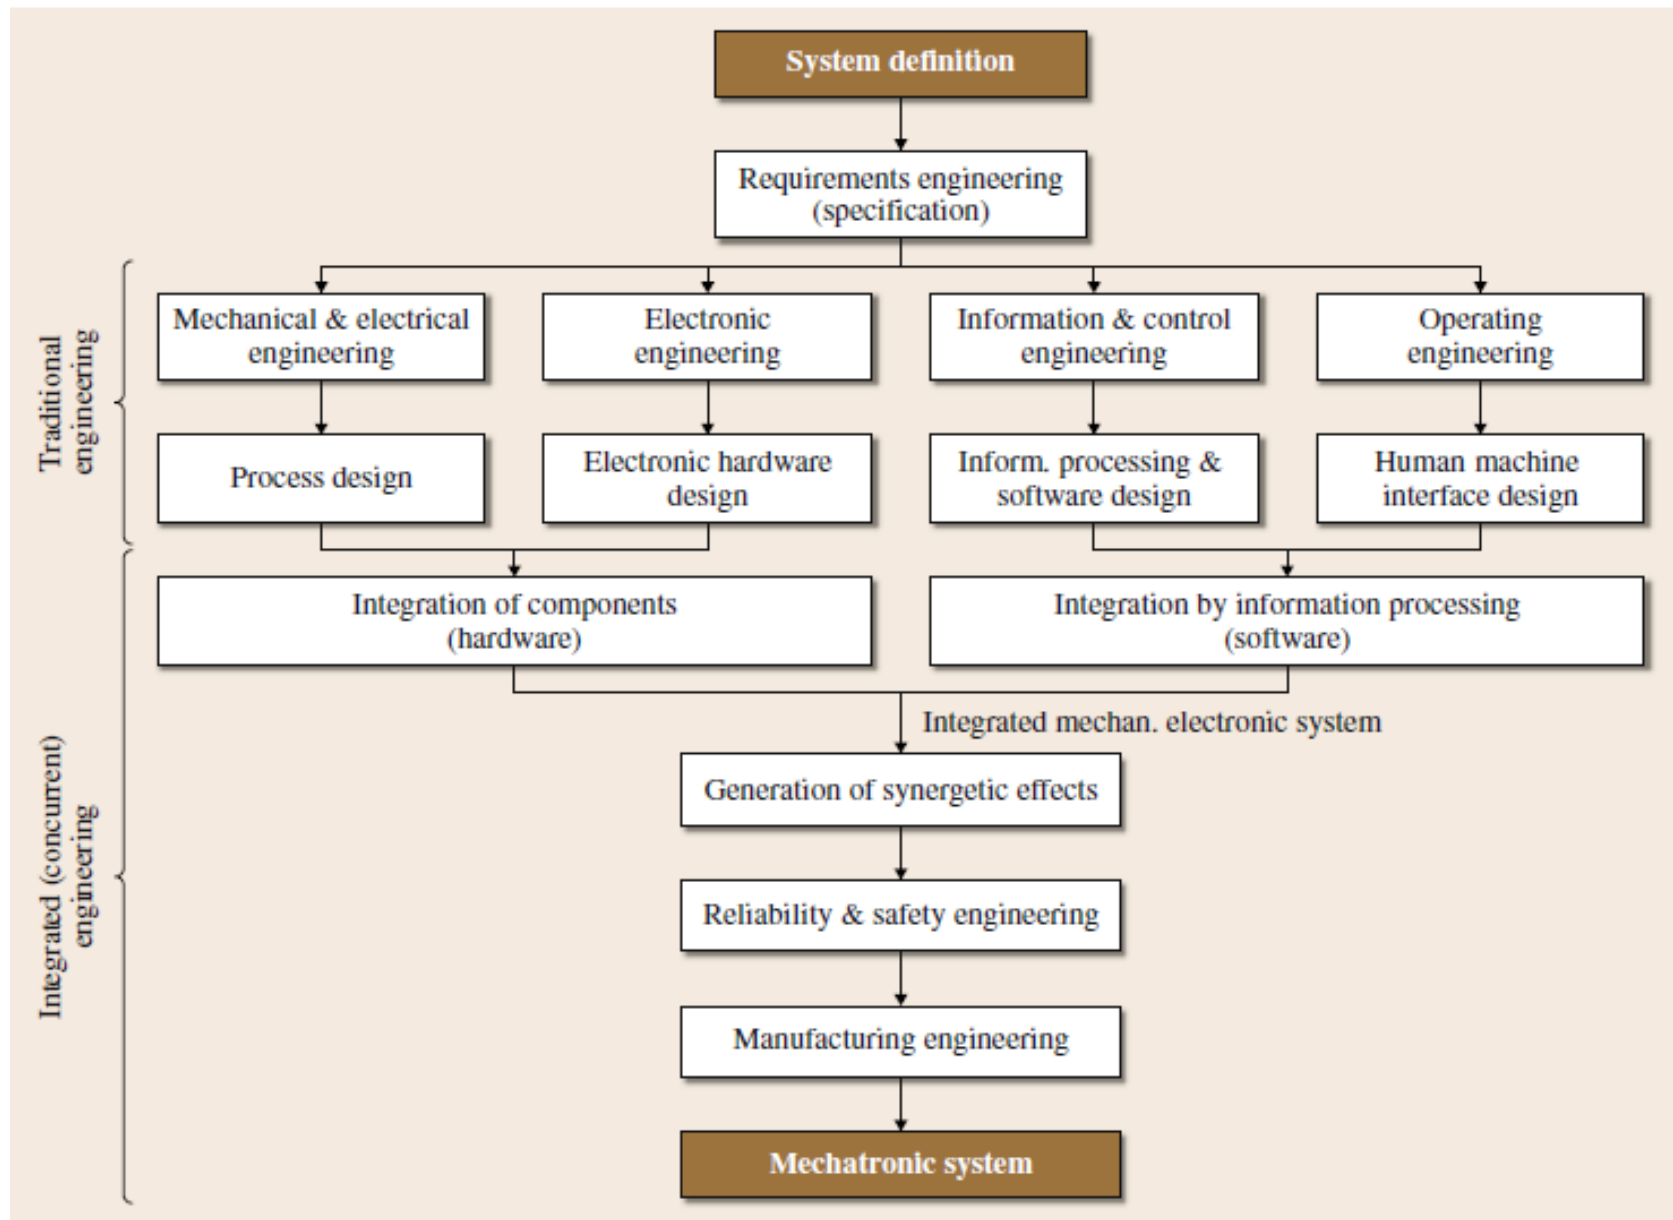 System definition
Requirements engineering
(specification)
Traditional
engineering
Mechanical & electrical
engineering
Electronic
engineering
Information & control
engineering
Operating
engineering
Process design
Electronic hardware
design
Inform. processing &
software design
Human machine
interface design
Integrated (concurrent)
engineering
Integration of components
(hardware)
Integration by information processing
(software)
Integrated mechan. electronic system
Generation of synergetic effects
Reliability & safety engineering
Manufacturing engineering
Mechatronic system